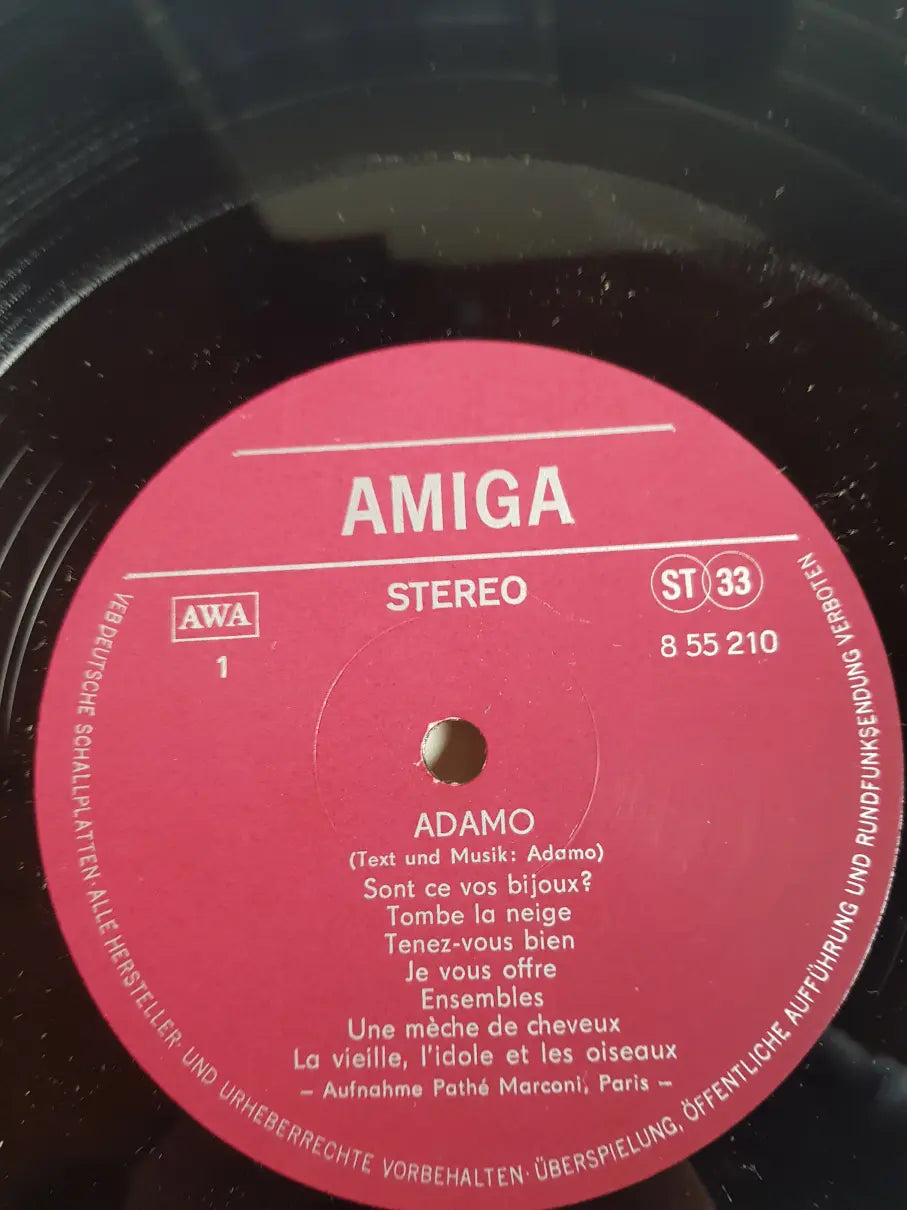 AMIGA
STEREO
AWA
1
ST 33
8 55 210
ADAMO
(Text und Musik: Adamo)
Sont ce vos bijoux?
Tombe la neige
Tenez-vous bien
Je vous offre
Ensembles
Une mèche de cheveux
La vieille, l'idole et les oiseaux
– Aufnahme Pathé Marconi, Paris –
VEB DEUTSCHE SCHALLPLATTEN · ALLE HERSTELLER- UND URHEBERRECHTE VORBEHALTEN · ÜBERSPIELUNG, ÖFFENTLICHE AUFFÜHRUNG UND RUNDFUNKSENDUNG VERBOTEN